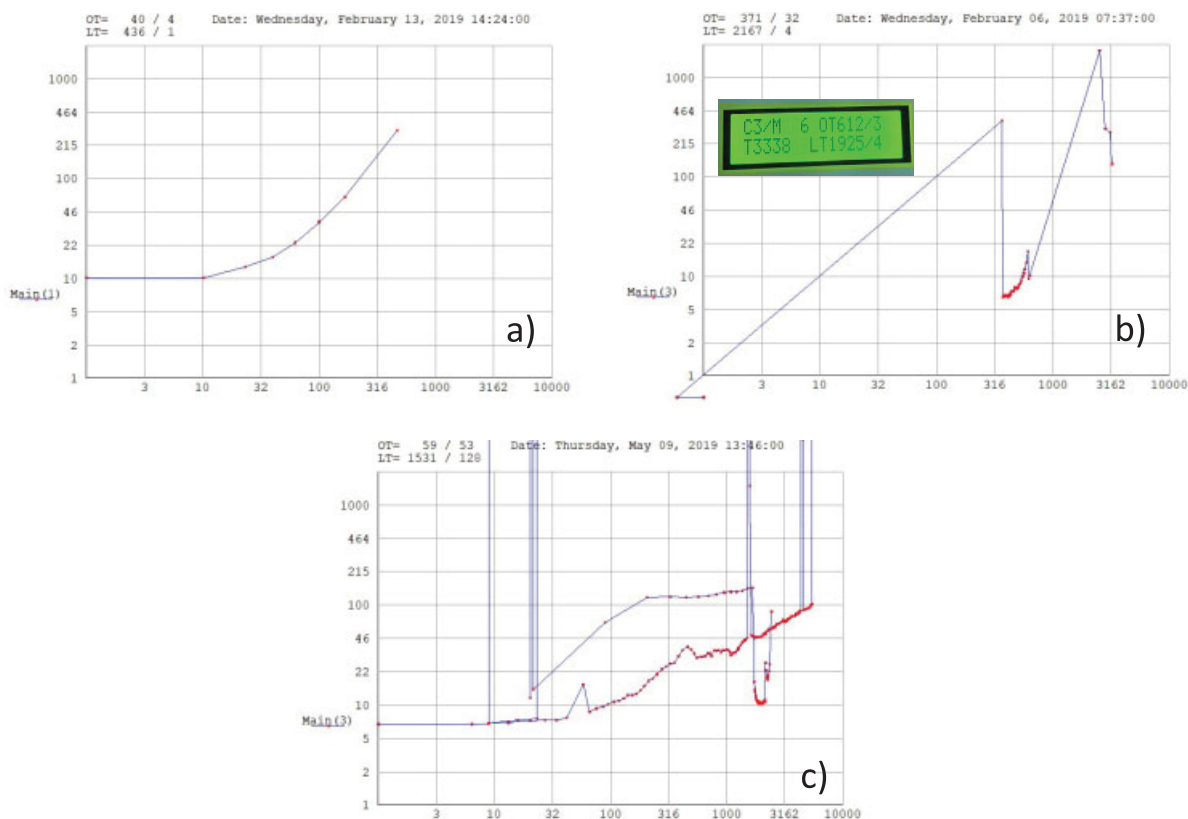 OT= 40 / 4 Date: Wednesday, February 13, 2019 14:24:00
LT= 436 / 1
1000
464
215
100
46
22
10
5
2
1
Main(1)
3 10 32 100 316 1000 3162 10000
a)
OT= 371 / 32 Date: Wednesday, February 06, 2019 07:37:00
LT= 2167 / 4
1000
464
215
100
46
22
10
5
2
1
Main(3)
C3/M 6 OT612/3
T3338 LT1925/4
3 10 32 100 316 1000 3162 10000
b)
OT= 59 / 53 Date: Thursday, May 09, 2019 13:46:00
LT= 1531 / 128
1000
464
215
100
46
22
10
5
2
1
Main(3)
3 10 32 100 316 1000 3162 10000
c)